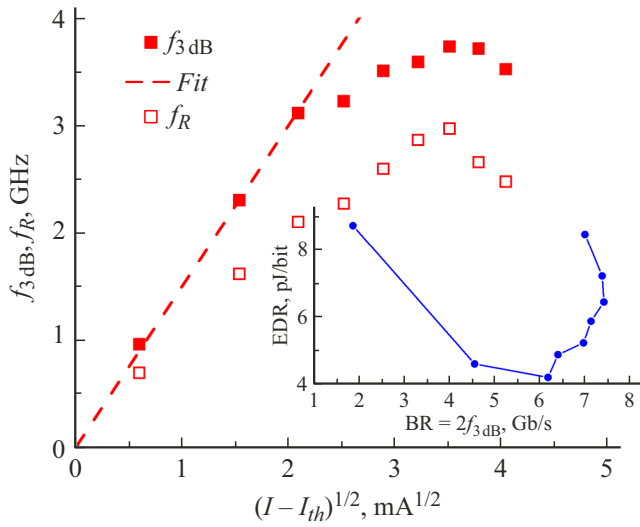 4
3
2
1
0
f3 dB, fR, GHz
f3 dB
Fit
fR
8
6
4
EDR, pJ/bit
1 2 3 4 5 6 7 8
BR = 2f3 dB, Gb/s
0 1 2 3 4 5
(I – Ith)1/2, mA1/2